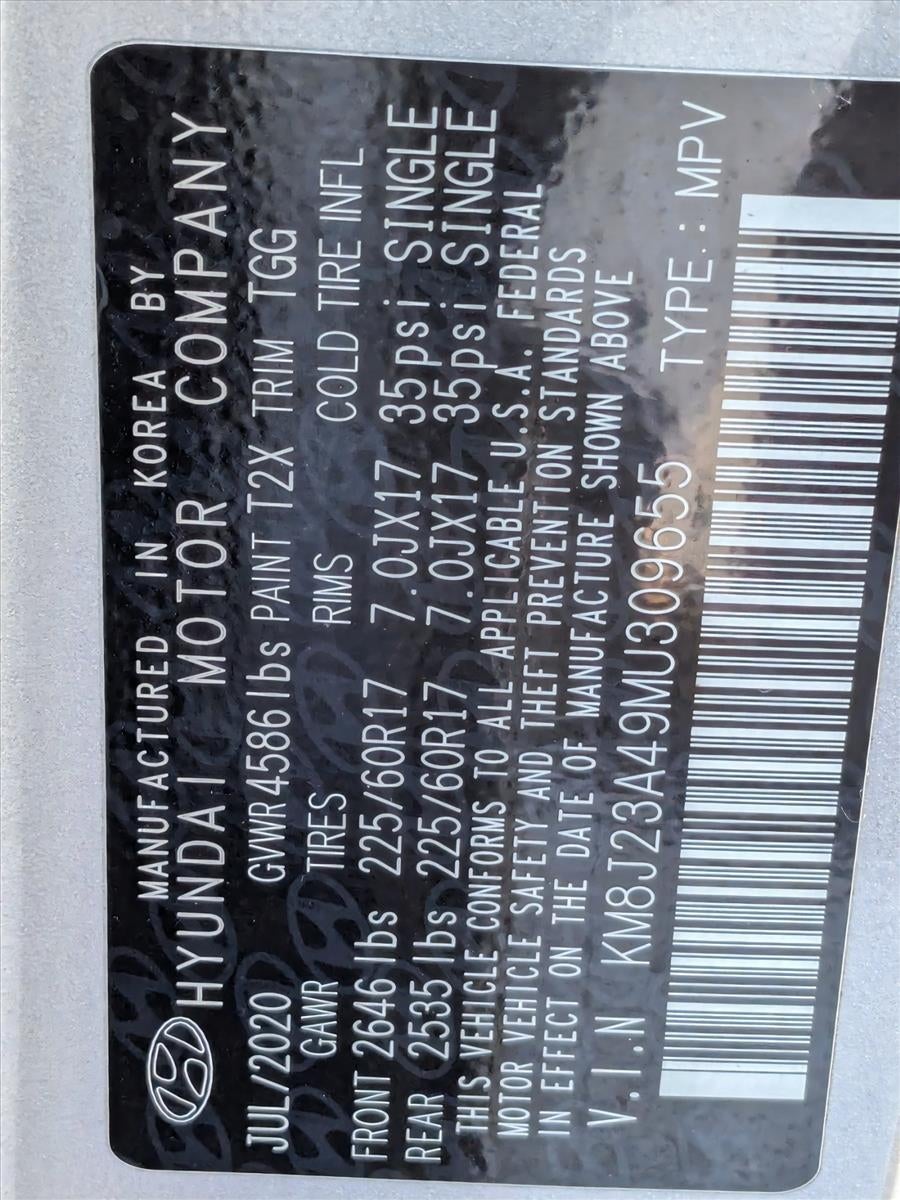 MANUFACTURED IN KOREA BY
HYUNDAI MOTOR COMPANY
JUL/2020 GVWR 4586 lbs PAINT T2X TRIM TGG
GAWR TIRES RIMS COLD TIRE INFL
FRONT 2646 lbs 225/60R17 7.0JX17 35psi SINGLE
REAR 2535 lbs 225/60R17 7.0JX17 35psi SINGLE
THIS VEHICLE CONFORMS TO ALL APPLICABLE U.S.A. FEDERAL
MOTOR VEHICLE SAFETY AND THEFT PREVENTION STANDARDS
IN EFFECT ON THE DATE OF MANUFACTURE SHOWN ABOVE
V.I.N KM8J23A49MU309655 TYPE.: MPV